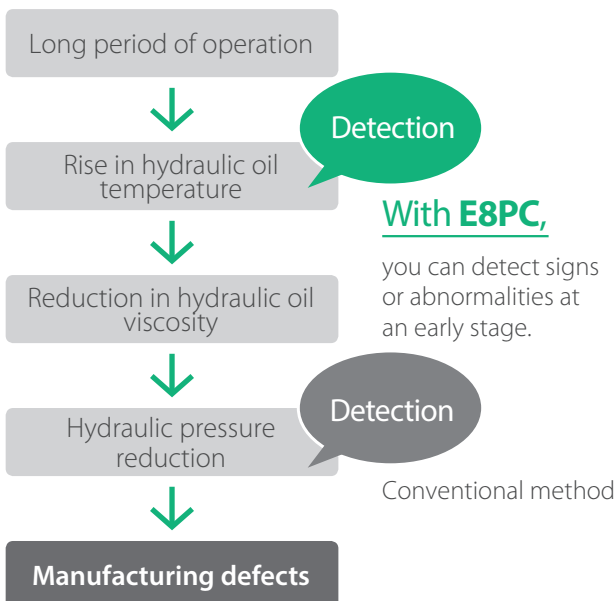 Long period of operation
Detection
Rise in hydraulic oil
temperature
With E8PC,
you can detect signs
or abnormalities at
an early stage.
Reduction in hydraulic oil
viscosity
Detection
Hydraulic pressure
reduction
Conventional method
Manufacturing defects